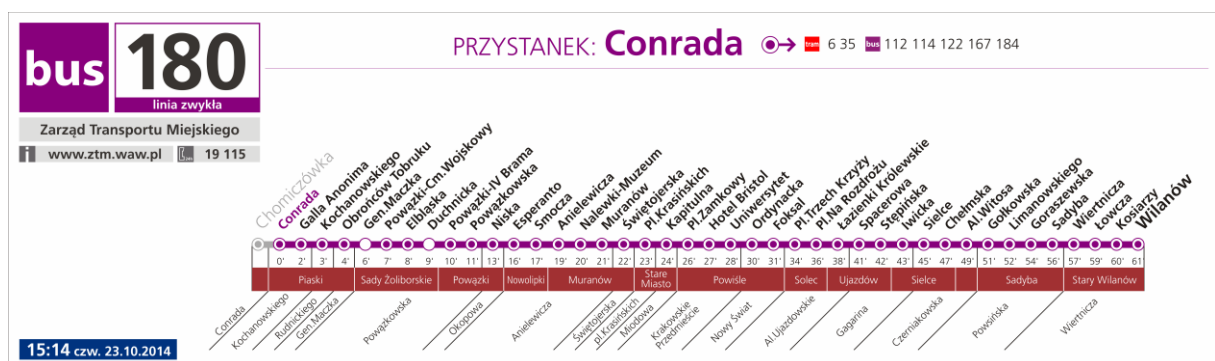 bus 180
linia zwykła
Zarząd Transportu Miejskiego
i www.ztm.waw.pl 19 115
PRZYSTANEK: Conrada tram 6 35 bus 112 114 122 167 184
Chomiczówka
Conrada
Galla Anonima
Kochanowskiego
Obrońców Tobruku
Gen.Maczka
Powązki-Cm.Wojskowy
Elbląska
Duchnicka
Powązki-IV Brama
Powązkowska
Niska
Esperanto
Smocza
Anielewicza
Nalewki-Muzeum
Muranów
Świętojerska
Pl.Krasińskich
Kapitulna
Pl.Zamkowy
Hotel Bristol
Uniwersytet
Ordynacka
Foksal
Pl.Trzech Krzyży
Pl.Na Rozdrożu
Łazienki Królewskie
Spacerowa
Stępińska
Iwicka
Sielce
Chełmska
Al.Witosa
Gołkowska
Limanowskiego
Goraszewska
Sadyba
Wiertnicza
Łowcza
Kosiarzy
Wilanów
0' 2' 3' 4' 6' 7' 8' 9' 10' 11' 13' 16' 17' 19' 20' 21' 22' 23' 24' 26' 27' 28' 30' 31' 34' 36' 38' 41' 42' 43' 45' 47' 49' 51' 52' 54' 56' 57' 59' 60' 61
Piaski Sady Żoliborskie Powązki Nowolipki Muranów Stare Miasto Powiśle Solec Ujazdów Sielce Sadyba Stary Wilanów
Conrada
Kochanowskiego
Rudnickiego
Gen.Maczka
Powązkowska
Okopowa
Anielewicza
Świętojerska
pl.Krasińskich
Miodowa
Krakowskie
Przedmieście
Nowy Świat
Al.Ujazdowskie
Gagarina
Czerniakowska
Powsińska
Wiertnicza
15:14 czw. 23.10.2014